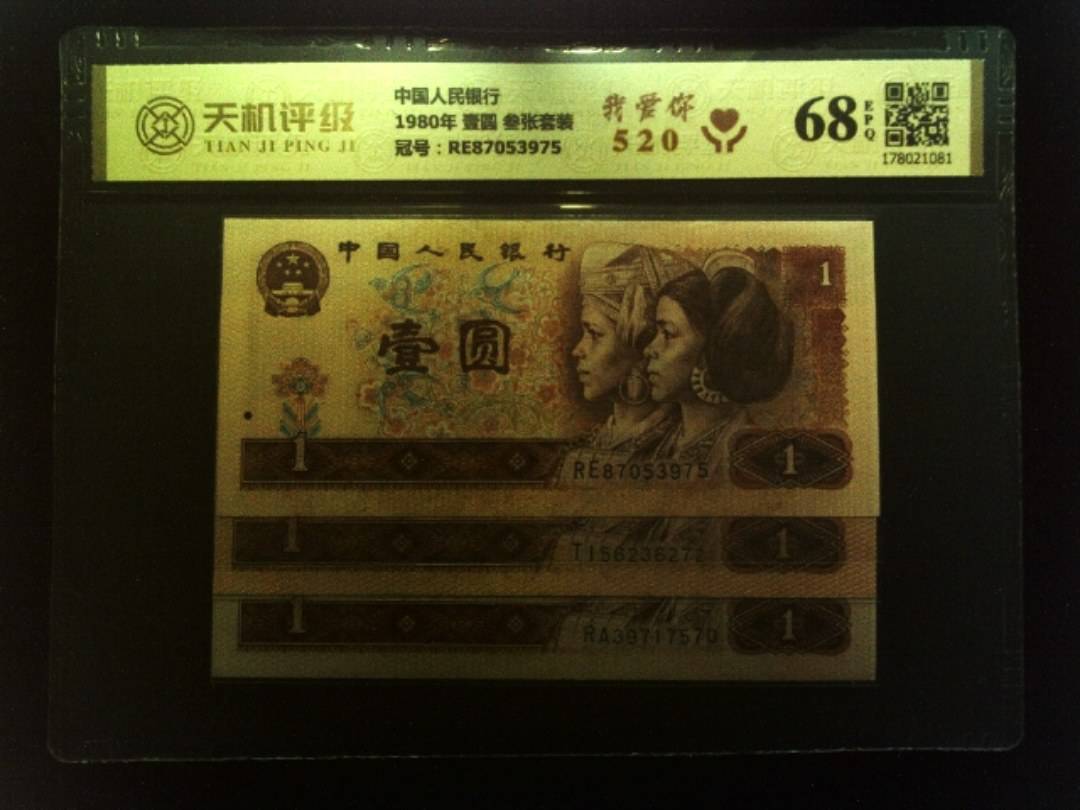 天机评级
TIAN JI PING JI
中国人民银行
1980年 壹圆 叁张套装
冠号：RE87053975
我爱你
520
68
EPQ
178021081
中国人民银行
1
壹圆
1
RE87053975
1
1
TI56236272
1
1
RA39717570
1